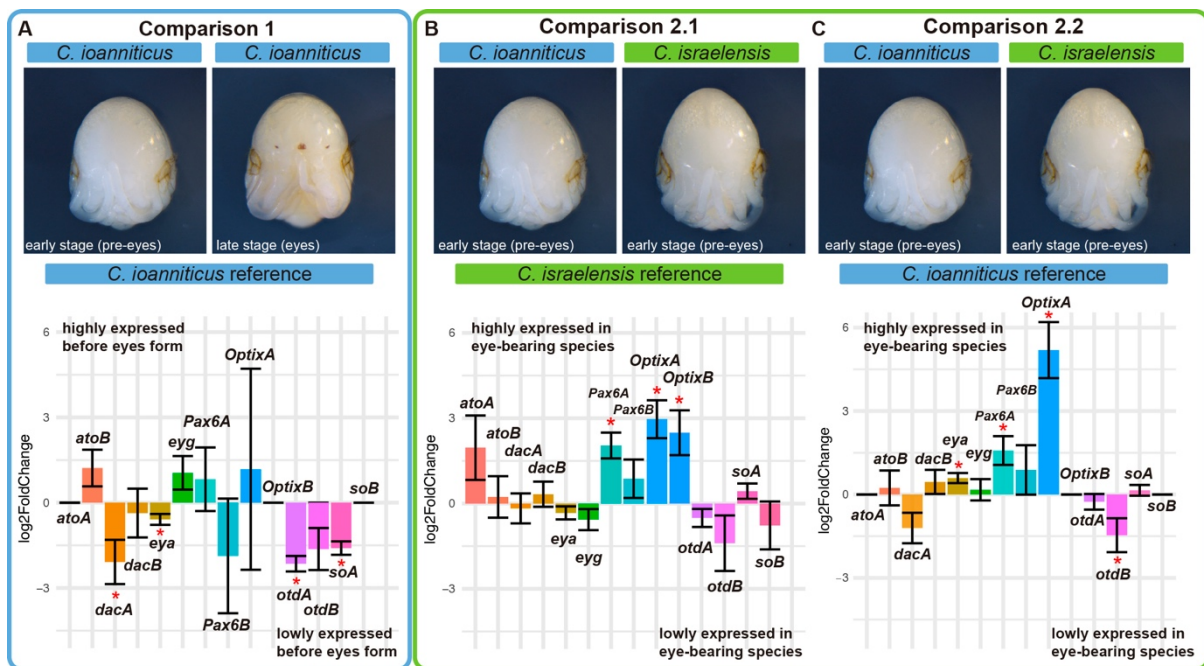 A
Comparison 1
C. ioanniticus
C. ioanniticus
early stage (pre-eyes)
late stage (eyes)
C. ioanniticus reference
highly expressed
before eyes form
log2FoldChange
6
3
0
−3
atoA
atoB
dacA
*
dacB
eya
*
eyg
Pax6A
Pax6B
OptixA
OptixB
otdA
*
otdB
soA
*
soB
lowly expressed
before eyes form
B
Comparison 2.1
C. ioanniticus
C. israelensis
early stage (pre-eyes)
early stage (pre-eyes)
C. israelensis reference
highly expressed in
eye-bearing species
log2FoldChange
6
3
0
−3
atoA
atoB
dacA
dacB
eya
eyg
Pax6A
*
Pax6B
OptixA
*
OptixB
*
otdA
otdB
soA
soB
lowly expressed in
eye-bearing species
C
Comparison 2.2
C. ioanniticus
C. israelensis
early stage (pre-eyes)
early stage (pre-eyes)
C. ioanniticus reference
highly expressed in
eye-bearing species
log2FoldChange
6
3
0
−3
atoA
atoB
dacA
dacB
eya
*
eyg
Pax6A
*
Pax6B
OptixA
*
OptixB
otdA
otdB
*
soA
soB
lowly expressed in
eye-bearing species